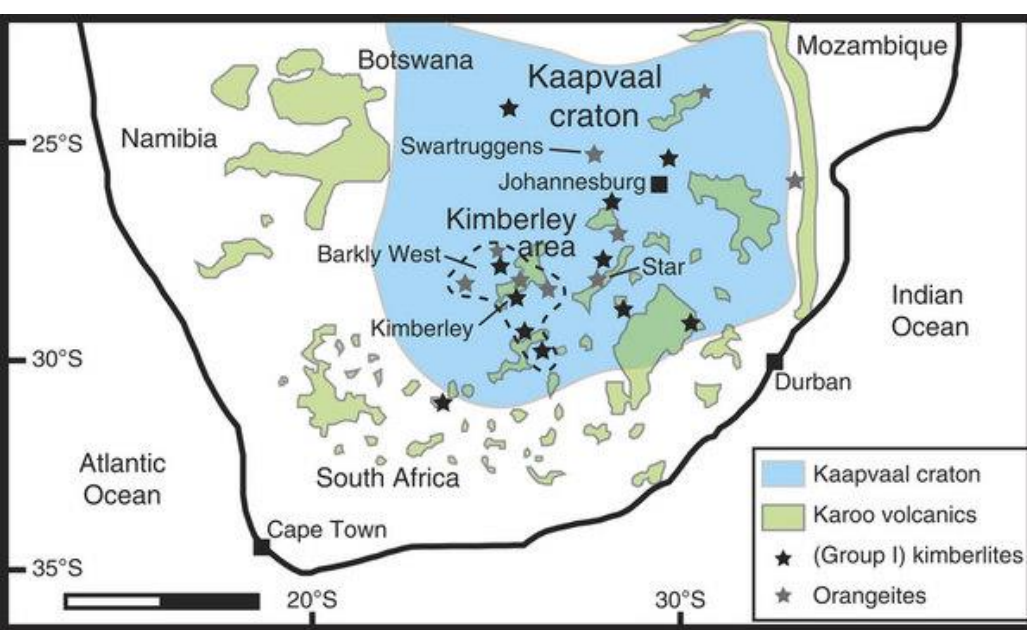 Botswana
Mozambique
Kaapvaal
craton
25°S
Namibia
Swartruggens
Johannesburg
Kimberley
area
Barkly West
Star
Indian
Ocean
Kimberley
30°S
Durban
Atlantic
Ocean
South Africa
Kaapvaal craton
Karoo volcanics
Cape Town
(Group I) kimberlites
35°S
20°S
30°S
Orangeites